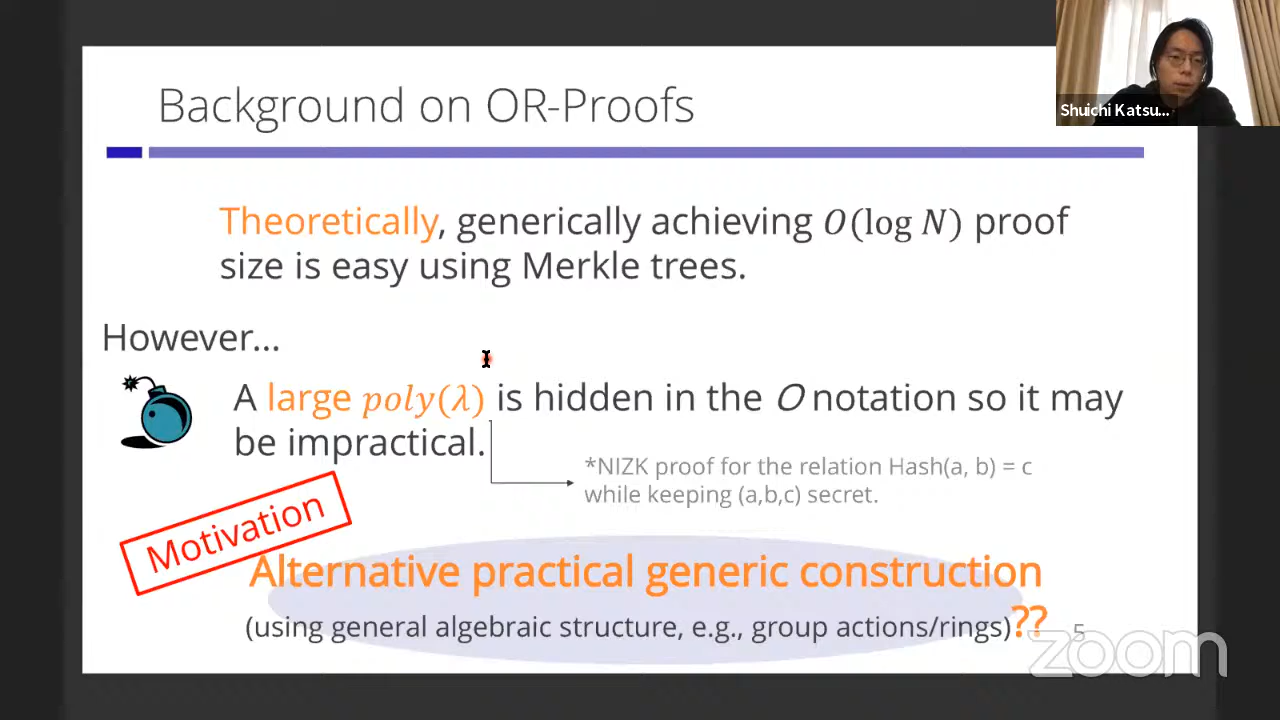 Background on OR-Proofs
Shuichi Katsu...
Theoretically, generically achieving O(log N) proof
size is easy using Merkle trees.
However...
A large poly(λ) is hidden in the O notation so it may
be impractical.
*NIZK proof for the relation Hash(a, b) = c
while keeping (a,b,c) secret.
Motivation
Alternative practical generic construction
(using general algebraic structure, e.g., group actions/rings)??
5
zoom